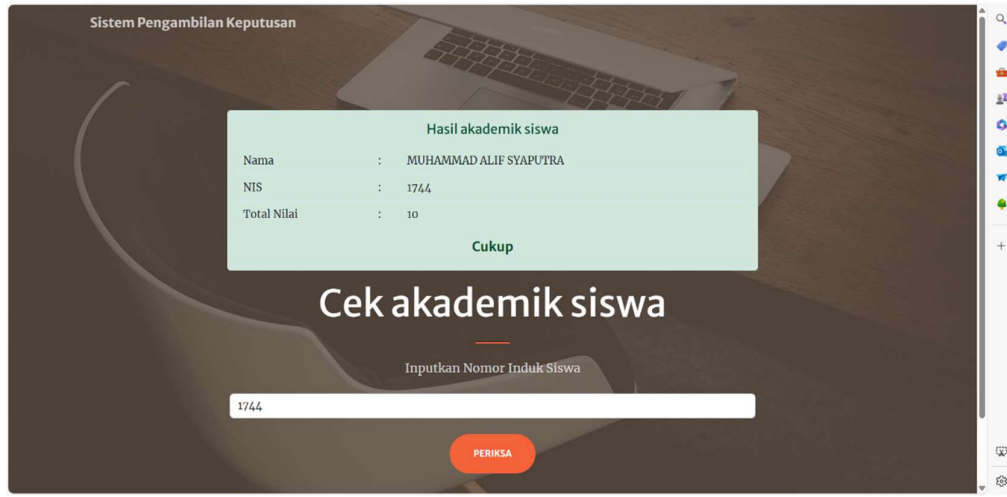 Sistem Pengambilan Keputusan
Hasil akademik siswa
Nama : MUHAMMAD ALIF SYAPUTRA
NIS : 1744
Total Nilai : 10
Cukup
Cek akademik siswa
Inputkan Nomor Induk Siswa
1744
PERIKSA